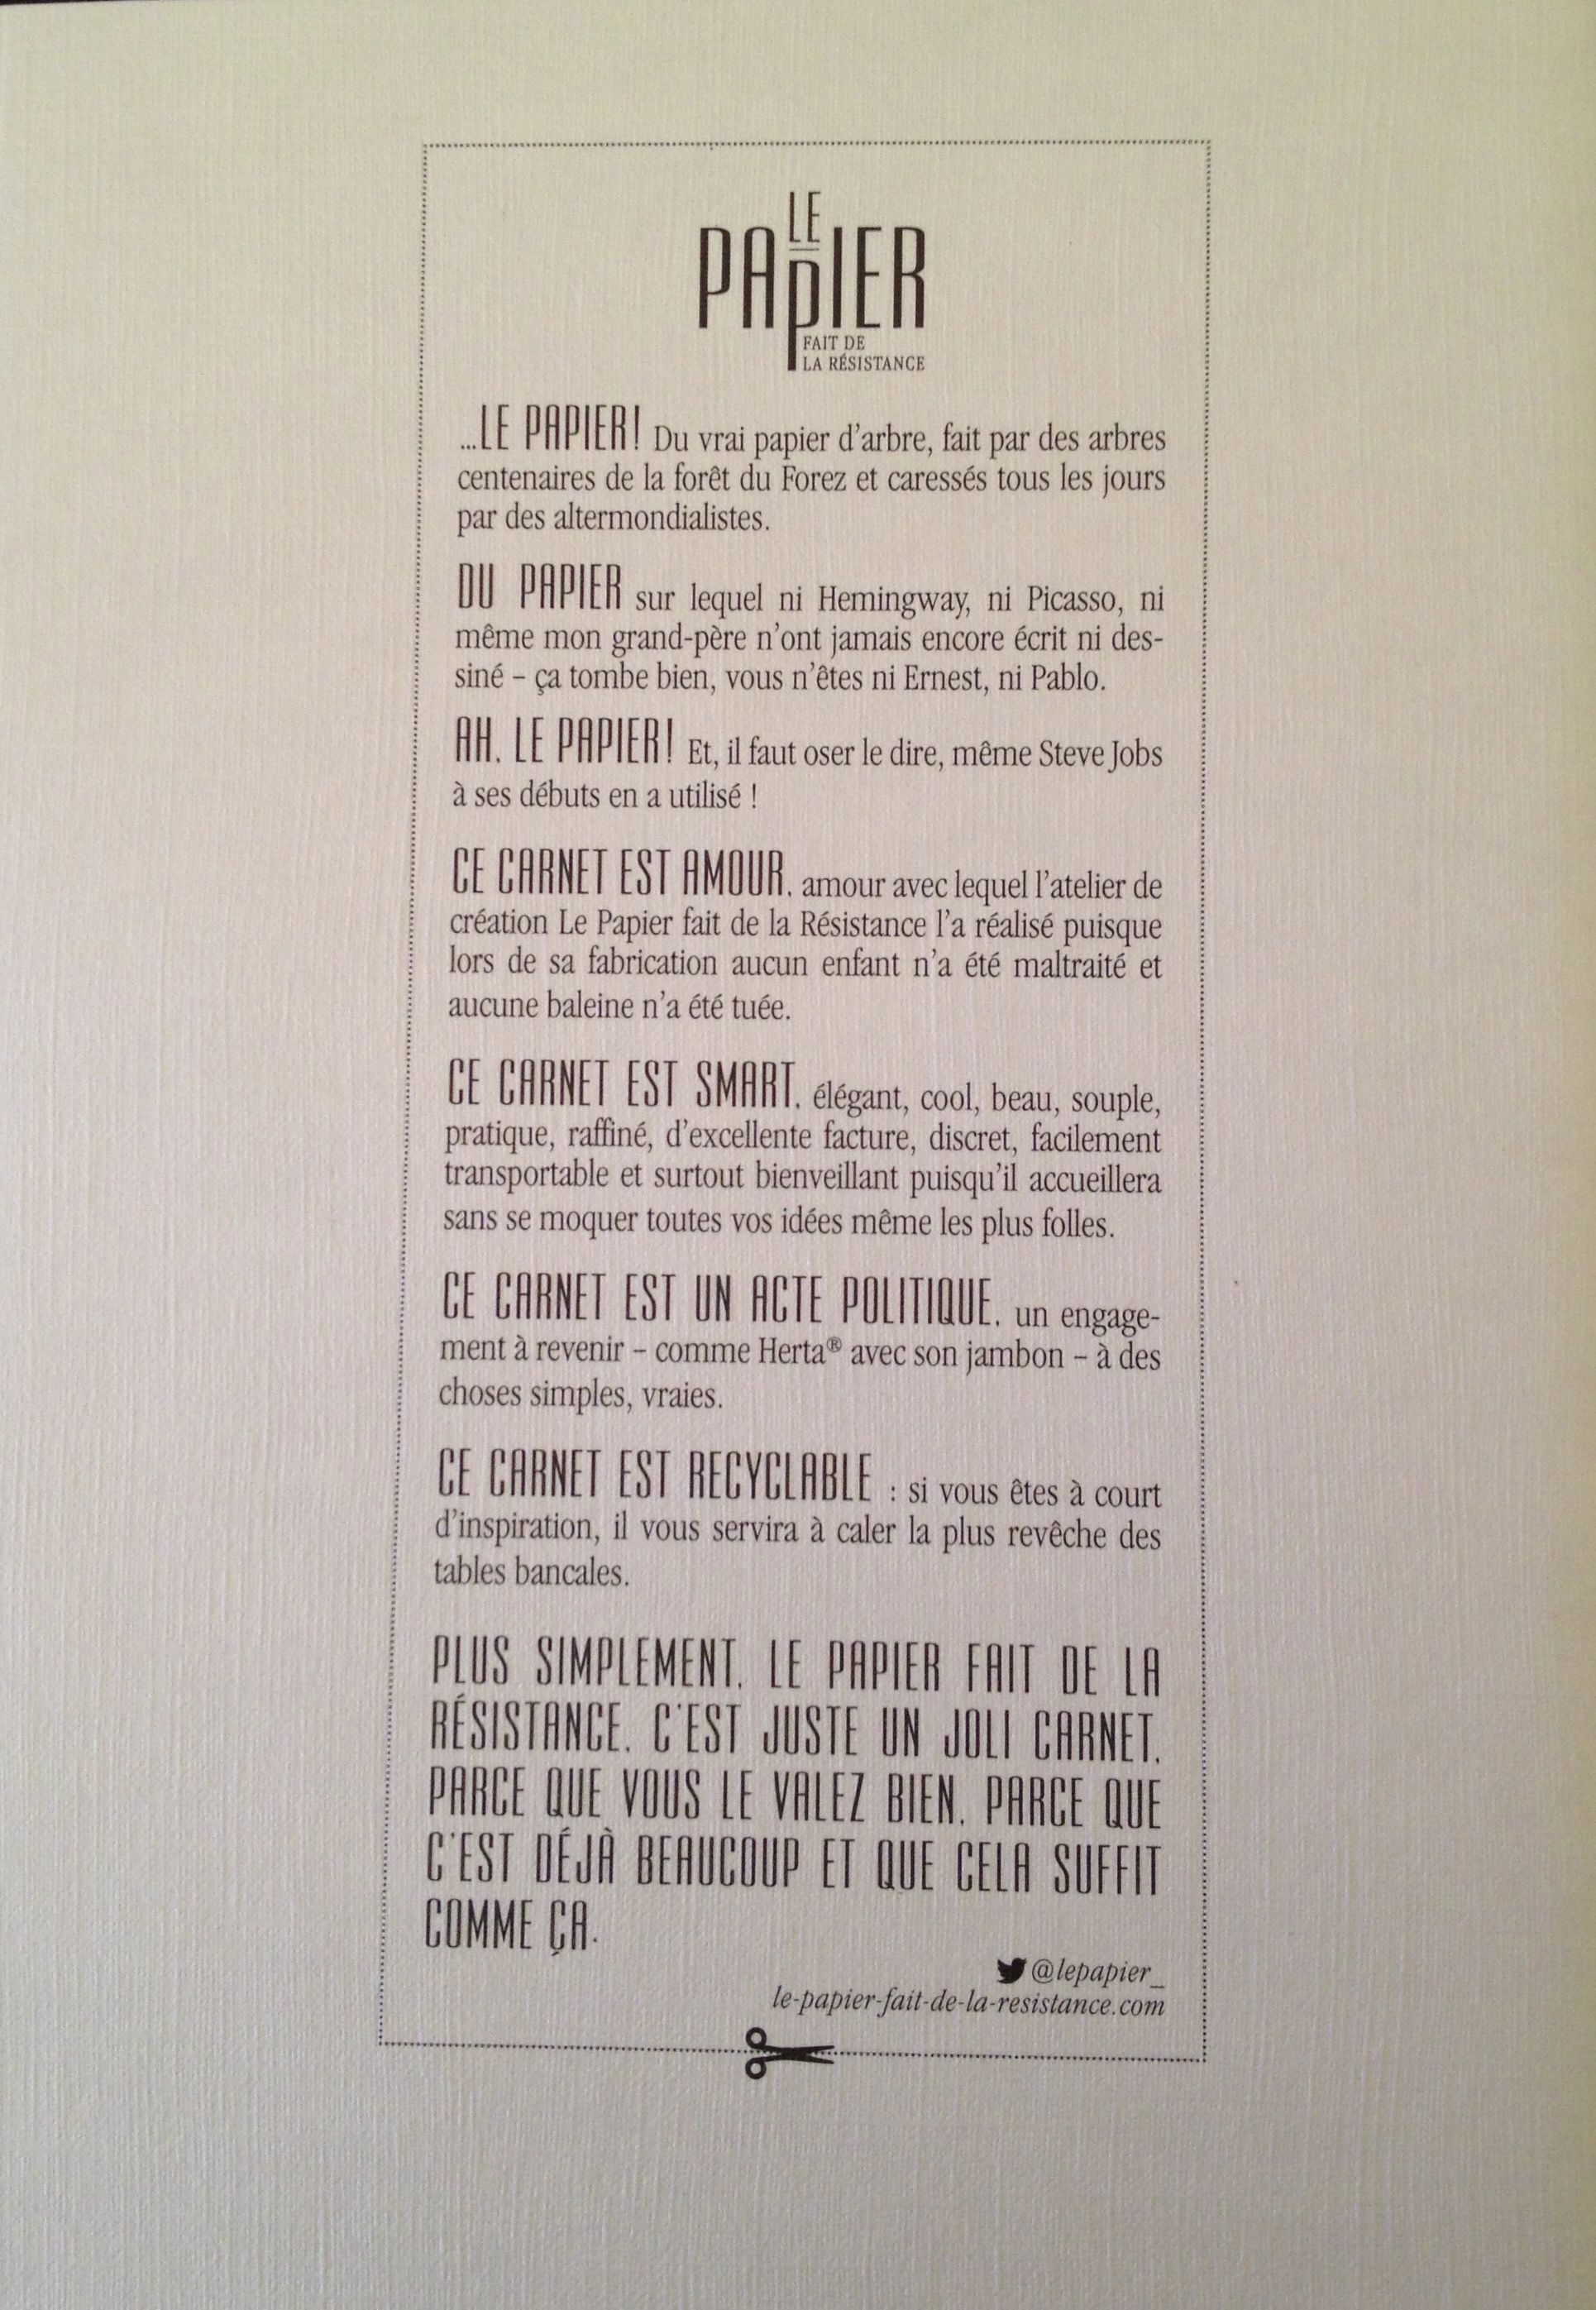 LE
PAPIER
FAIT DE
LA RÉSISTANCE
...LE PAPIER! Du vrai papier d'arbre, fait par des arbres
centenaires de la forêt du Forez et caressés tous les jours
par des altermondialistes.
DU PAPIER sur lequel ni Hemingway, ni Picasso, ni
même mon grand-père n'ont jamais encore écrit ni des-
siné – ça tombe bien, vous n'êtes ni Ernest, ni Pablo.
AH, LE PAPIER! Et, il faut oser le dire, même Steve Jobs
à ses débuts en a utilisé !
CE CARNET EST AMOUR, amour avec lequel l'atelier de
création Le Papier fait de la Résistance l'a réalisé puisque
lors de sa fabrication aucun enfant n'a été maltraité et
aucune baleine n'a été tuée.
CE CARNET EST SMART, élégant, cool, beau, souple,
pratique, raffiné, d'excellente facture, discret, facilement
transportable et surtout bienveillant puisqu'il accueillera
sans se moquer toutes vos idées même les plus folles.
CE CARNET EST UN ACTE POLITIQUE, un engage-
ment à revenir – comme Herta® avec son jambon – à des
choses simples, vraies.
CE CARNET EST RECYCLABLE : si vous êtes à court
d'inspiration, il vous servira à caler la plus revêche des
tables bancales.
PLUS SIMPLEMENT, LE PAPIER FAIT DE LA
RÉSISTANCE, C'EST JUSTE UN JOLI CARNET,
PARCE QUE VOUS LE VALEZ BIEN, PARCE QUE
C'EST DÉJÀ BEAUCOUP ET QUE CELA SUFFIT
COMME ÇA.
@lepapier_
le-papier-fait-de-la-resistance.com